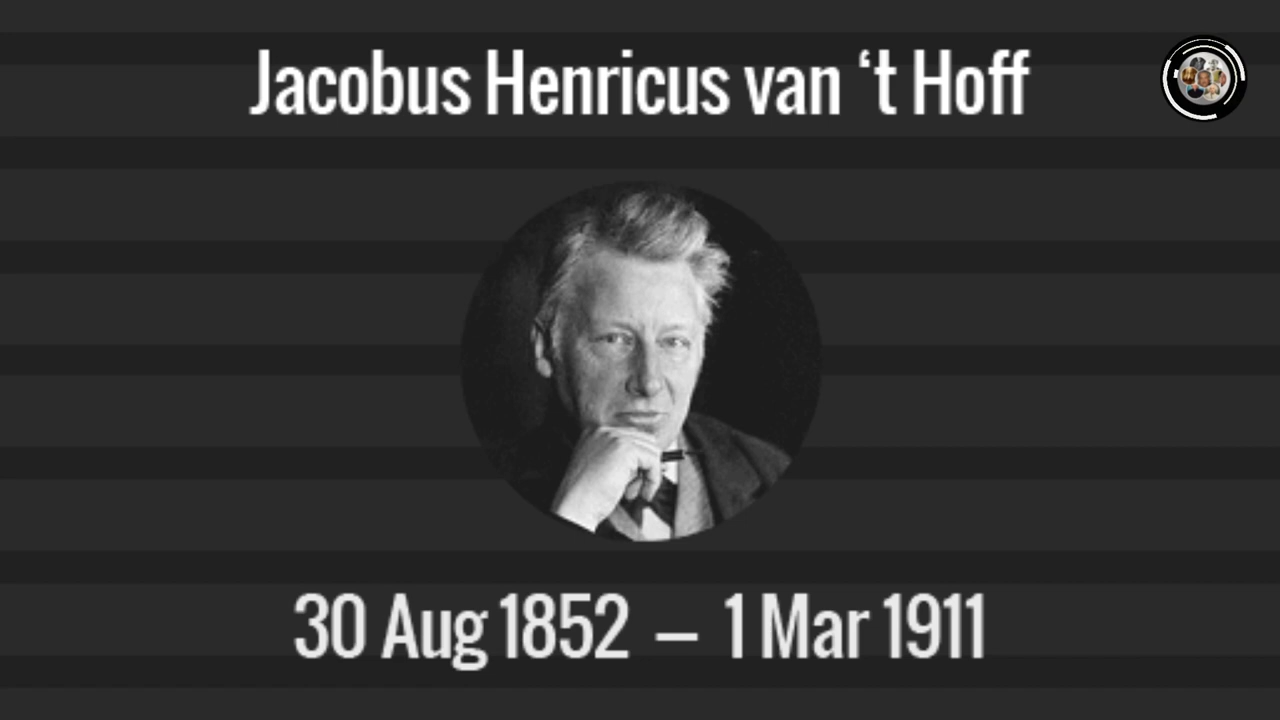 Jacobus Henricus van ‘t Hoff
30 Aug 1852 – 1 Mar 1911